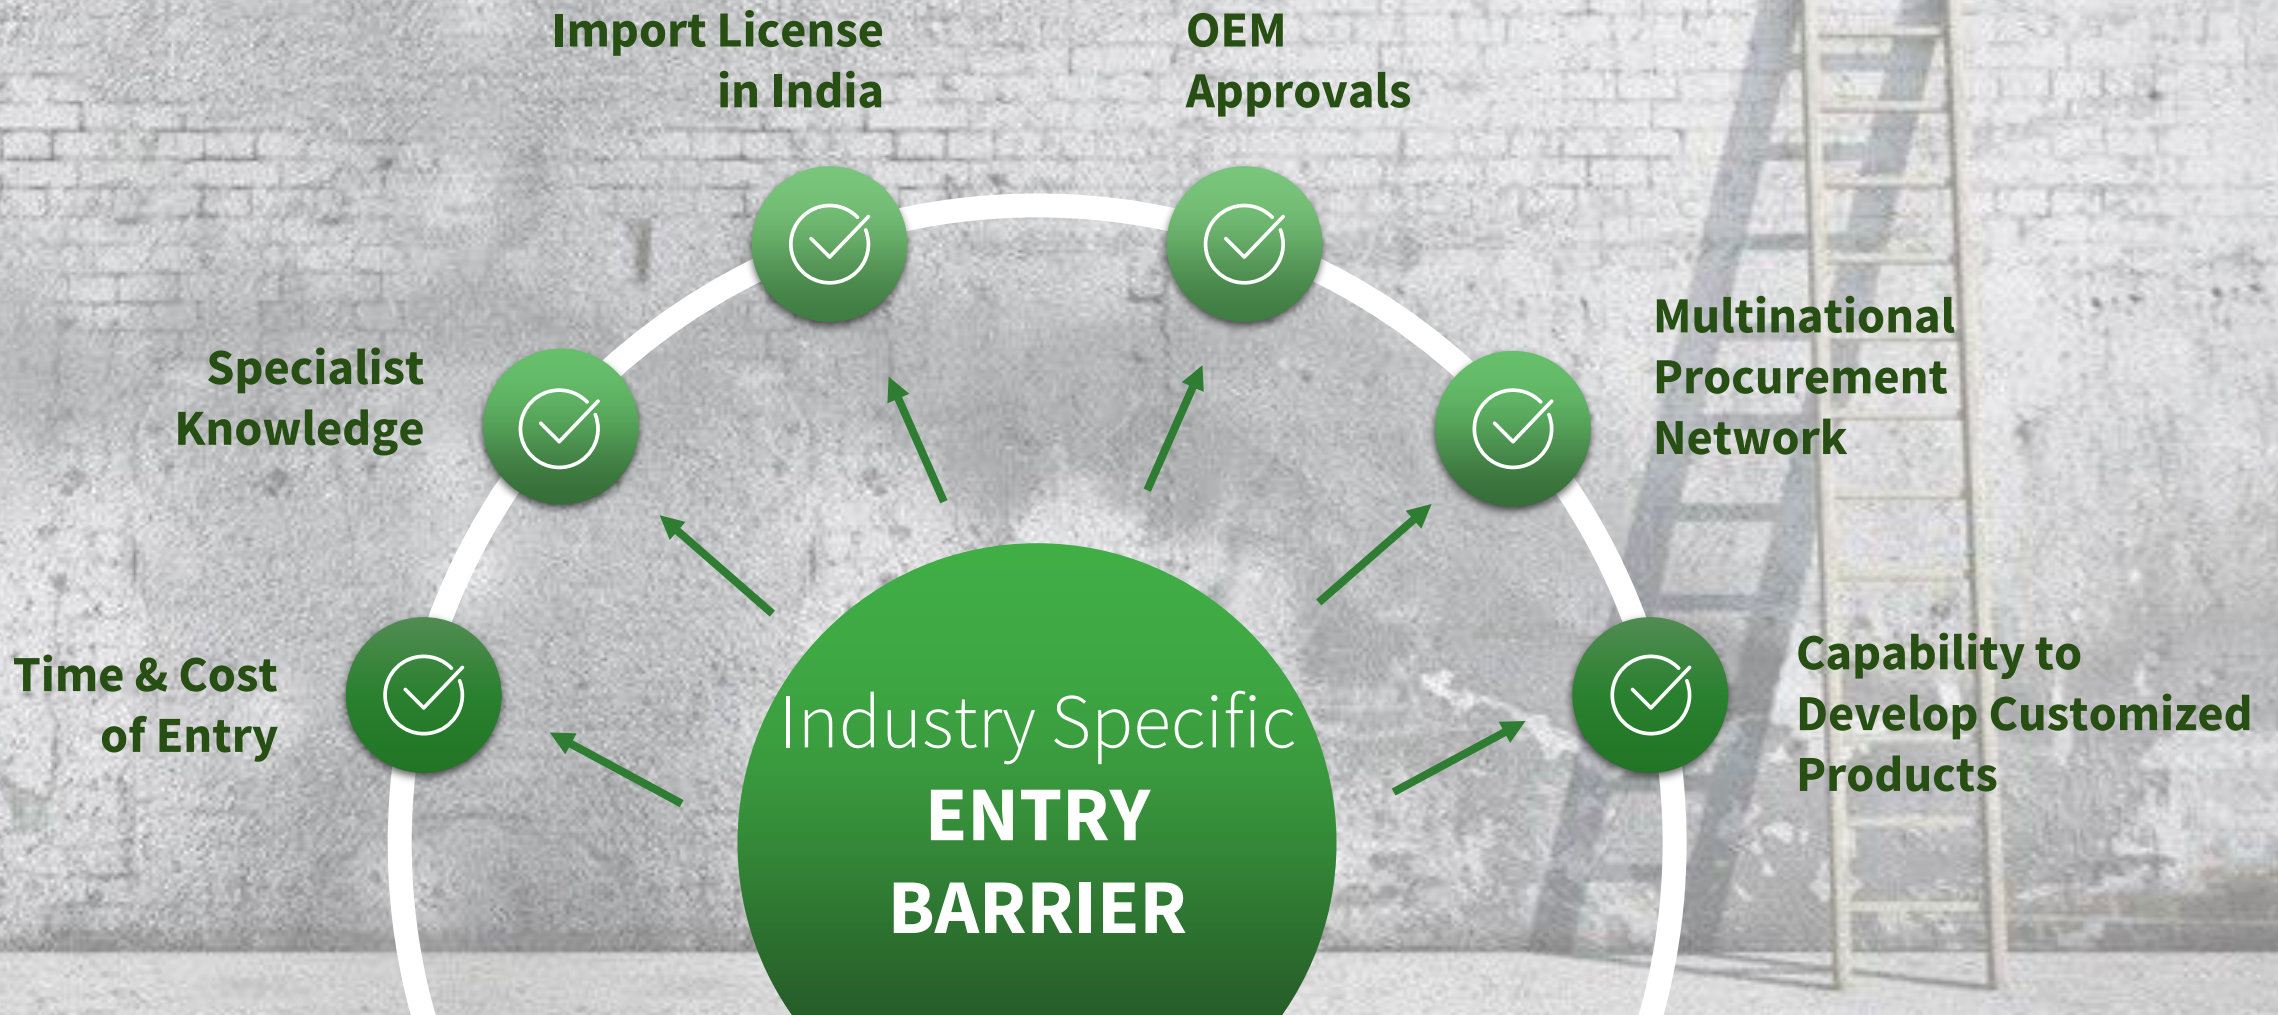 Import License
in India
OEM
Approvals
Specialist
Knowledge
Multinational
Procurement
Network
Time & Cost
of Entry
Capability to
Develop Customized
Products
Industry Specific
ENTRY
BARRIER